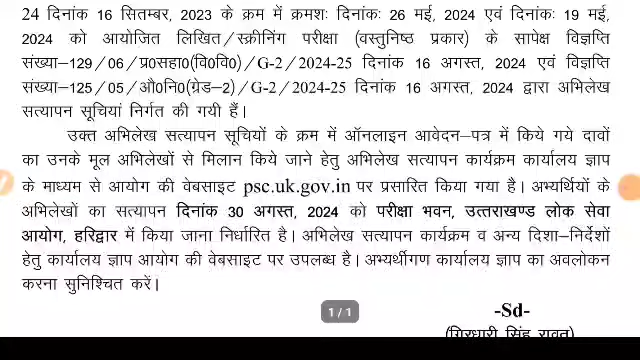 24 दिनांक 16 सितम्बर, 2023 के क्रम में क्रमशः दिनांकः 26 मई, 2024 एवं दिनांकः 19 मई,
2024 को आयोजित लिखित/स्क्रीनिंग परीक्षा (वस्तुनिष्ठ प्रकार) के सापेक्ष विज्ञप्ति
संख्या–129/06/प्र0सहा0(वि0वि0)/G-2/2024-25 दिनांक 16 अगस्त, 2024 एवं विज्ञप्ति
संख्या–125/05/औ0नि0(ग्रेड–2)/G-2/2024-25 दिनांक 16 अगस्त, 2024 द्वारा अभिलेख
सत्यापन सूचियां निर्गत की गयी हैं।
उक्त अभिलेख सत्यापन सूचियों के क्रम में ऑनलाइन आवेदन–पत्र में किये गये दावों
का उनके मूल अभिलेखों से मिलान किये जाने हेतु अभिलेख सत्यापन कार्यक्रम कार्यालय ज्ञाप
के माध्यम से आयोग की वेबसाइट psc.uk.gov.in पर प्रसारित किया गया है। अभ्यर्थियों के
अभिलेखों का सत्यापन दिनांक 30 अगस्त, 2024 को परीक्षा भवन, उत्तराखण्ड लोक सेवा
आयोग, हरिद्वार में किया जाना निर्धारित है। अभिलेख सत्यापन कार्यक्रम व अन्य दिशा–निर्देशों
हेतु कार्यालय ज्ञाप आयोग की वेबसाइट पर उपलब्ध है। अभ्यर्थीगण कार्यालय ज्ञाप का अवलोकन
करना सुनिश्चित करें।
1/1
-Sd-
(गिरधारी सिंह रावत)